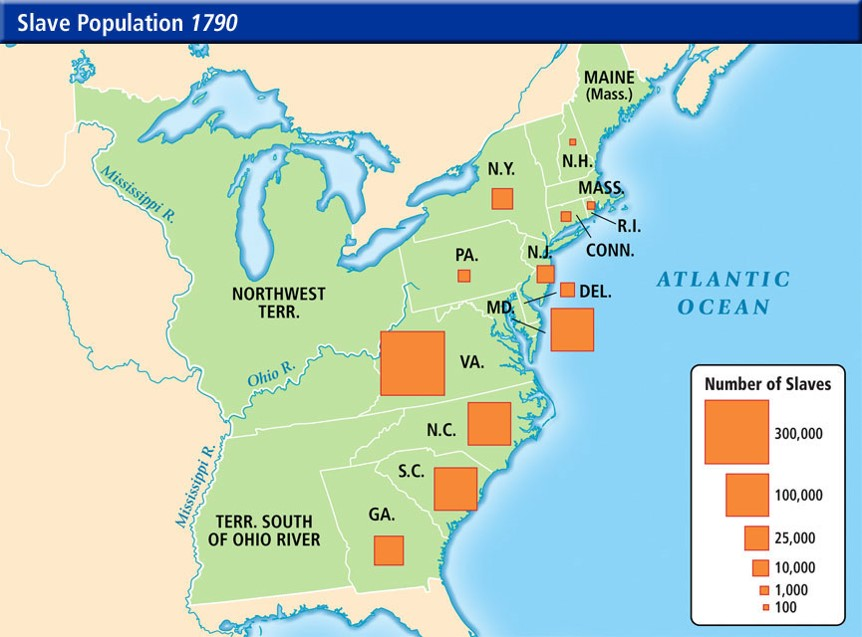 Slave Population 1790
MAINE
(Mass.)
N.H.
N.Y.
MASS.
R.I.
CONN.
Mississippi R.
PA.
N.J.
DEL.
MD.
ATLANTIC
OCEAN
NORTHWEST
TERR.
VA.
Ohio R.
N.C.
S.C.
Mississippi R.
GA.
TERR. SOUTH
OF OHIO RIVER
Number of Slaves
300,000
100,000
25,000
10,000
1,000
100